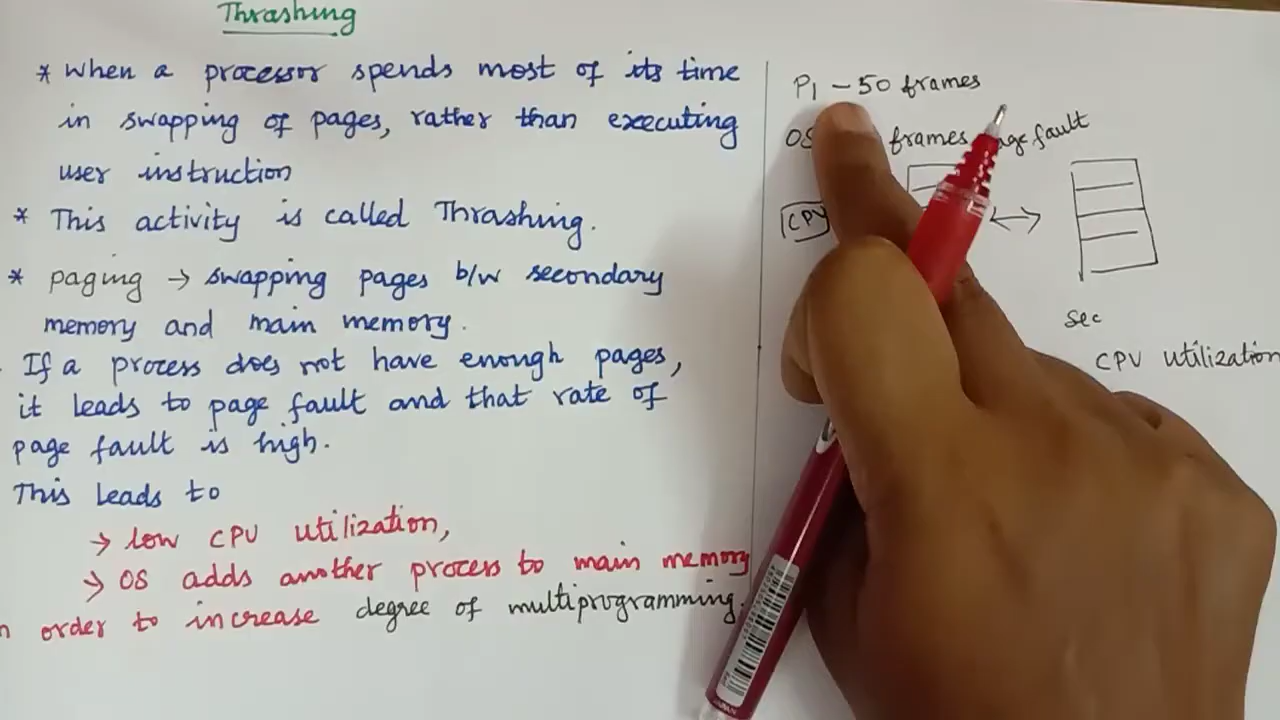 Thrashing
* When a processor spends most of its time
in swapping of pages, rather than executing
user instruction
* This activity is called Thrashing.
* paging → swapping pages b/w secondary
memory and main memory.
If a process does not have enough pages,
it leads to page fault and that rate of
page fault is high.
This leads to
→ low CPU utilization,
→ OS adds another process to main memory
order to increase degree of multiprogramming.
P1 - 50 frames
OS frames fault
CPU
sec
CPU utilization